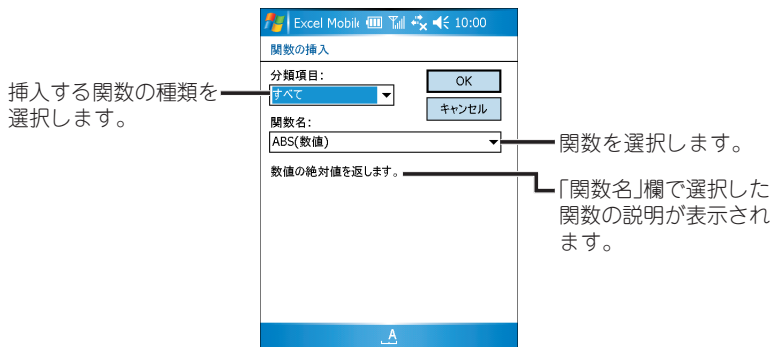 Excel Mobile 10:00
関数の挿入
分類項目:
OK
すべて
キャンセル
関数名:
ABS(数値)
数値の絶対値を返します。
A
挿入する関数の種類を
選択します。
関数を選択します。
「関数名」欄で選択した
関数の説明が表示され
ます。